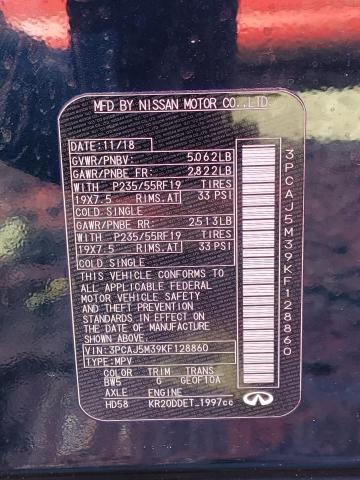 MFD BY NISSAN MOTOR CO.,LTD.
DATE: 11/18
GVWR/PNBV: 5062LB
GAWR/PNBE FR: 2822LB
WITH P235/55RF19 TIRES
19X7.5 RIMS.AT 33 PSI
COLD SINGLE
GAWR/PNBE RR: 2513LB
WITH P235/55RF19 TIRES
19X7.5 RIMS.AT 33 PSI
COLD SINGLE
THIS VEHICLE CONFORMS TO
ALL APPLICABLE FEDERAL
MOTOR VEHICLE SAFETY
AND THEFT PREVENTION
STANDARDS IN EFFECT ON
THE DATE OF MANUFACTURE
SHOWN ABOVE.
VIN: 3PCAJ5M39KF128860
TYPE: MPV
COLOR TRIM TRANS
BW5 G GE0F10A
AXLE ENGINE
HD58 KR20DDET_1997cc
3PCAJ5M39KF128860